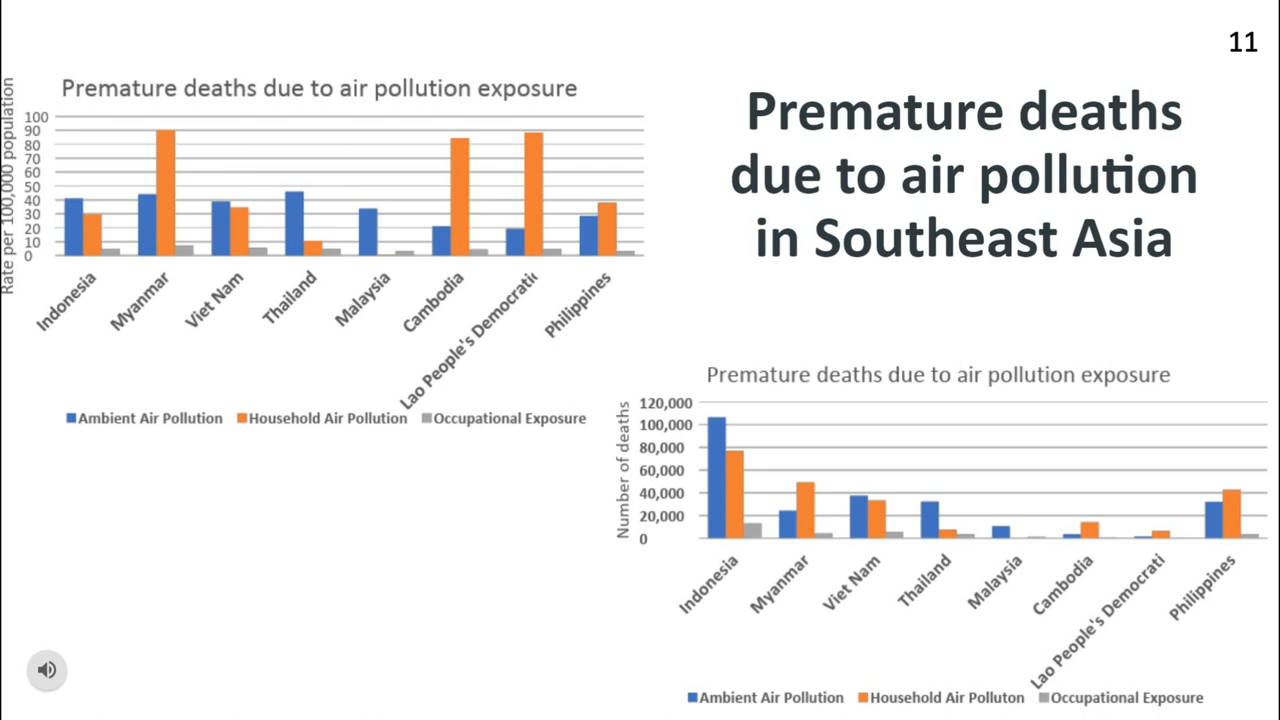 11
Premature deaths due to air pollution exposure
Rate per 100,000 population
100
90
80
70
60
50
40
30
20
10
0
Indonesia
Myanmar
Viet Nam
Thailand
Malaysia
Cambodia
Lao People's Democratic
Philippines
Ambient Air Pollution Household Air Pollution Occupational Exposure
Premature deaths
due to air pollution
in Southeast Asia
Premature deaths due to air pollution exposure
Number of deaths
120,000
100,000
80,000
60,000
40,000
20,000
0
Indonesia
Myanmar
Viet Nam
Thailand
Malaysia
Cambodia
Lao People's Democrati
Philippines
Ambient Air Pollution Household Air Polluton Occupational Exposure